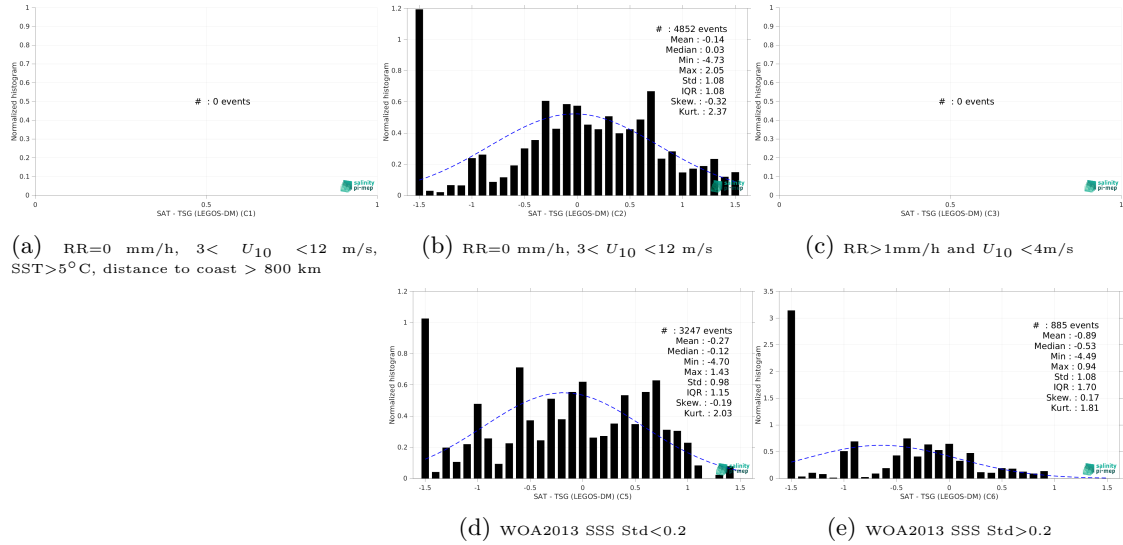 1
0.9
0.8
0.7
0.6
0.5
0.4
0.3
0.2
0.1
0
Normalized histogram
# : 0 events
salinity
pi-mep
0 0.5 1
SAT - TSG (LEGOS-DM) (C1)
(a) RR=0 mm/h, 3< U10 <12 m/s,
SST>5°C, distance to coast > 800 km
1.2
1
0.8
0.6
0.4
0.2
0
Normalized histogram
# : 4852 events
Mean : -0.14
Median : 0.03
Min : -4.73
Max : 2.05
Std : 1.08
IQR : 1.08
Skew. : -0.32
Kurt. : 2.37
salinity
pi-mep
-1.5 -1 -0.5 0 0.5 1 1.5
SAT - TSG (LEGOS-DM) (C2)
(b) RR=0 mm/h, 3< U10 <12 m/s
1
0.9
0.8
0.7
0.6
0.5
0.4
0.3
0.2
0.1
0
Normalized histogram
# : 0 events
salinity
pi-mep
0 0.5 1
SAT - TSG (LEGOS-DM) (C3)
(c) RR>1mm/h and U10 <4m/s
1.2
1
0.8
0.6
0.4
0.2
0
Normalized histogram
# : 3247 events
Mean : -0.27
Median : -0.12
Min : -4.70
Max : 1.43
Std : 0.98
IQR : 1.15
Skew. : -0.19
Kurt. : 2.03
salinity
pi-mep
-1.5 -1 -0.5 0 0.5 1 1.5
SAT - TSG (LEGOS-DM) (C5)
(d) WOA2013 SSS Std<0.2
3.5
3
2.5
2
1.5
1
0.5
0
Normalized histogram
# : 885 events
Mean : -0.89
Median : -0.53
Min : -4.49
Max : 0.94
Std : 1.08
IQR : 1.70
Skew. : 0.17
Kurt. : 1.81
salinity
pi-mep
-1.5 -1 -0.5 0 0.5 1 1.5
SAT - TSG (LEGOS-DM) (C6)
(e) WOA2013 SSS Std>0.2